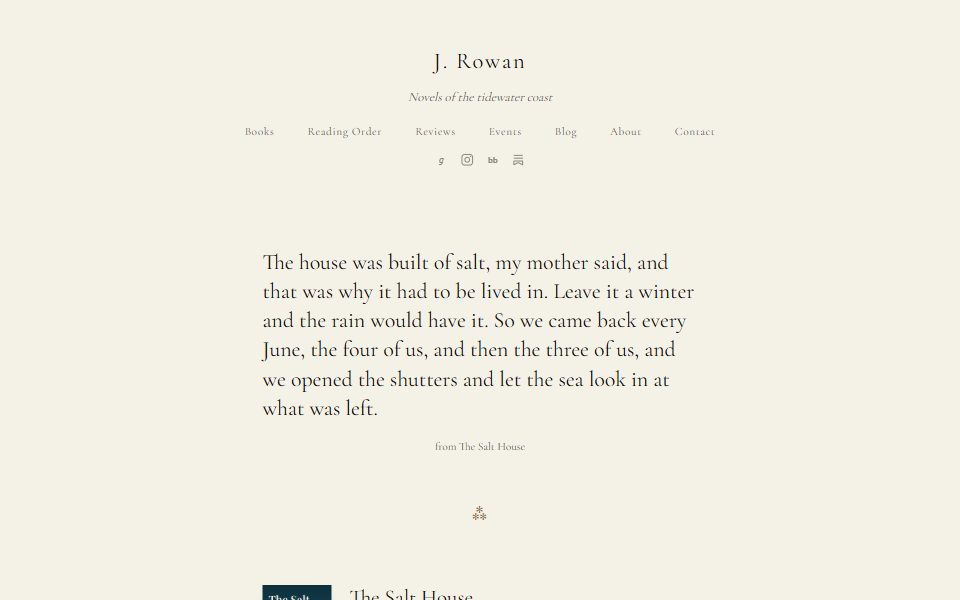 J. Rowan
Novels of the tidewater coast
Books Reading Order Reviews Events Blog About Contact
g bb
The house was built of salt, my mother said, and
that was why it had to be lived in. Leave it a winter
and the rain would have it. So we came back every
June, the four of us, and then the three of us, and
we opened the shutters and let the sea look in at
what was left.
from The Salt House
⁂
The Salt
The Salt House